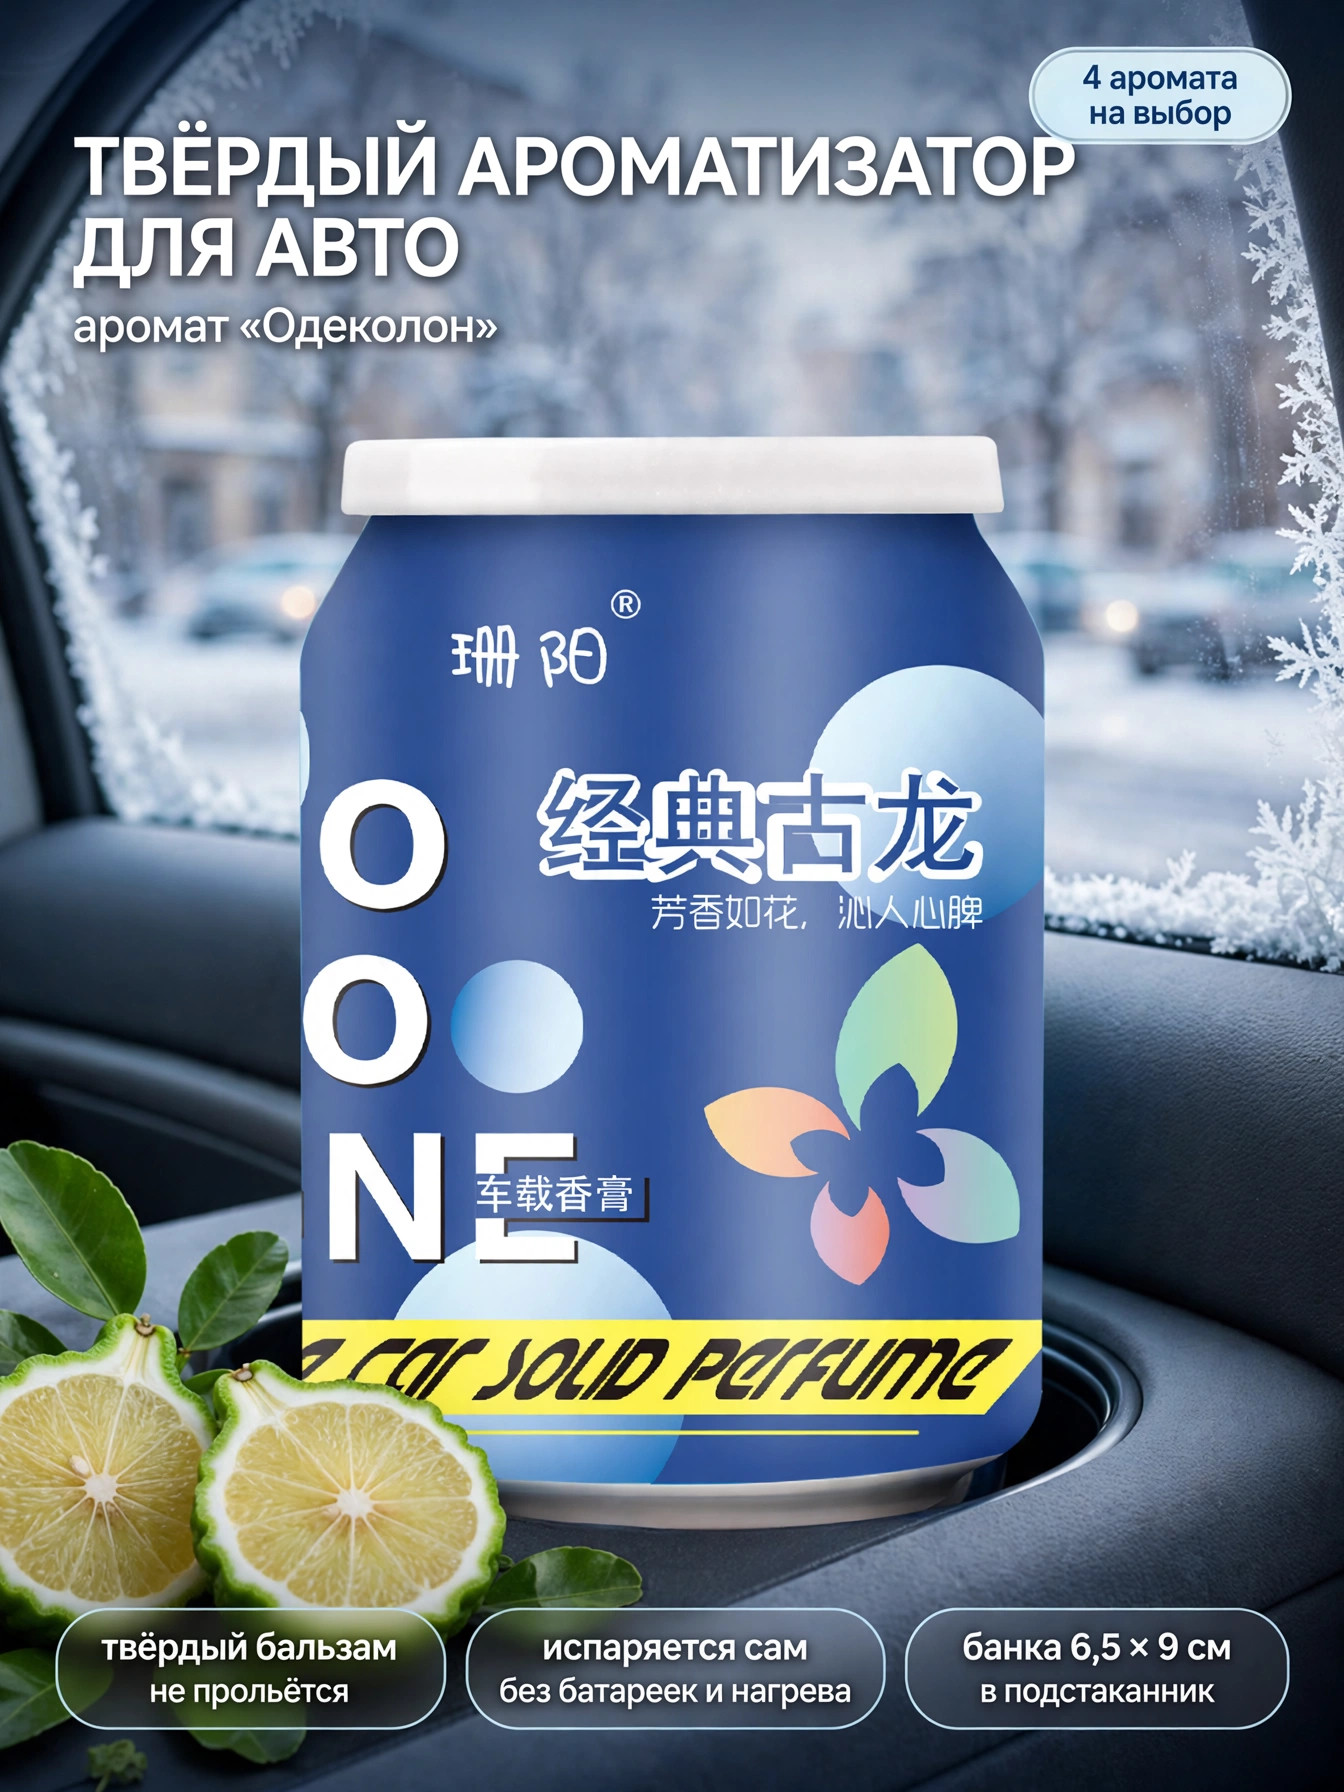 4 аромата
на выбор
ТВЁРДЫЙ АРОМАТИЗАТОР
ДЛЯ АВТО
аромат «Одеколон»
珊阳®
经典古龙
芳香如花，沁人心脾
O
O
NE
车载香膏
car SOLID Perfume
твёрдый бальзам
не прольётся
испаряется сам
без батареек и нагрева
банка 6,5 × 9 см
в подстаканник